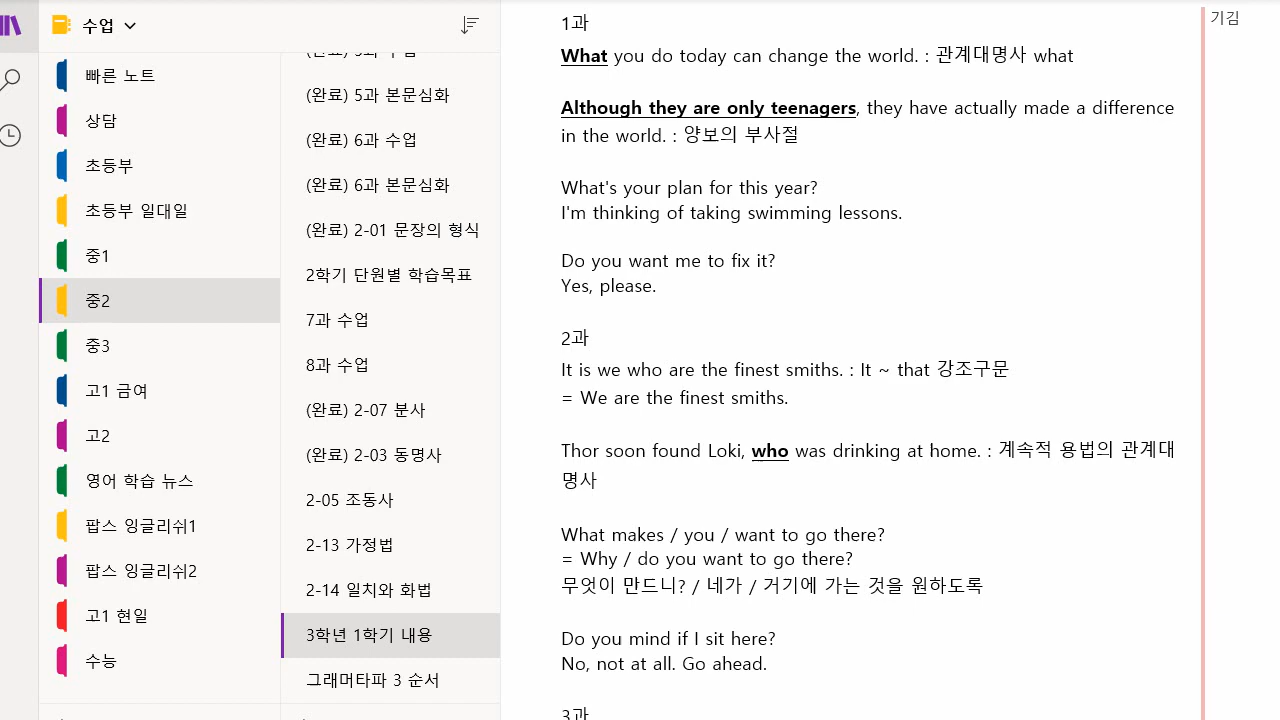 수업
빠른 노트
상담
초등부
초등부 일대일
중1
중2
중3
고1 금여
고2
영어 학습 뉴스
팝스 잉글리쉬1
팝스 잉글리쉬2
고1 현일
수능
(완료) 5과 본문심화
(완료) 6과 수업
(완료) 6과 본문심화
(완료) 2-01 문장의 형식
2학기 단원별 학습목표
7과 수업
8과 수업
(완료) 2-07 분사
(완료) 2-03 동명사
2-05 조동사
2-13 가정법
2-14 일치와 화법
3학년 1학기 내용
그래머타파 3 순서
1과
What you do today can change the world. : 관계대명사 what
Although they are only teenagers, they have actually made a difference
in the world. : 양보의 부사절
What's your plan for this year?
I'm thinking of taking swimming lessons.
Do you want me to fix it?
Yes, please.
2과
It is we who are the finest smiths. : It ~ that 강조구문
= We are the finest smiths.
Thor soon found Loki, who was drinking at home. : 계속적 용법의 관계대
명사
What makes / you / want to go there?
= Why / do you want to go there?
무엇이 만드니? / 네가 / 거기에 가는 것을 원하도록
Do you mind if I sit here?
No, not at all. Go ahead.
3과
기김